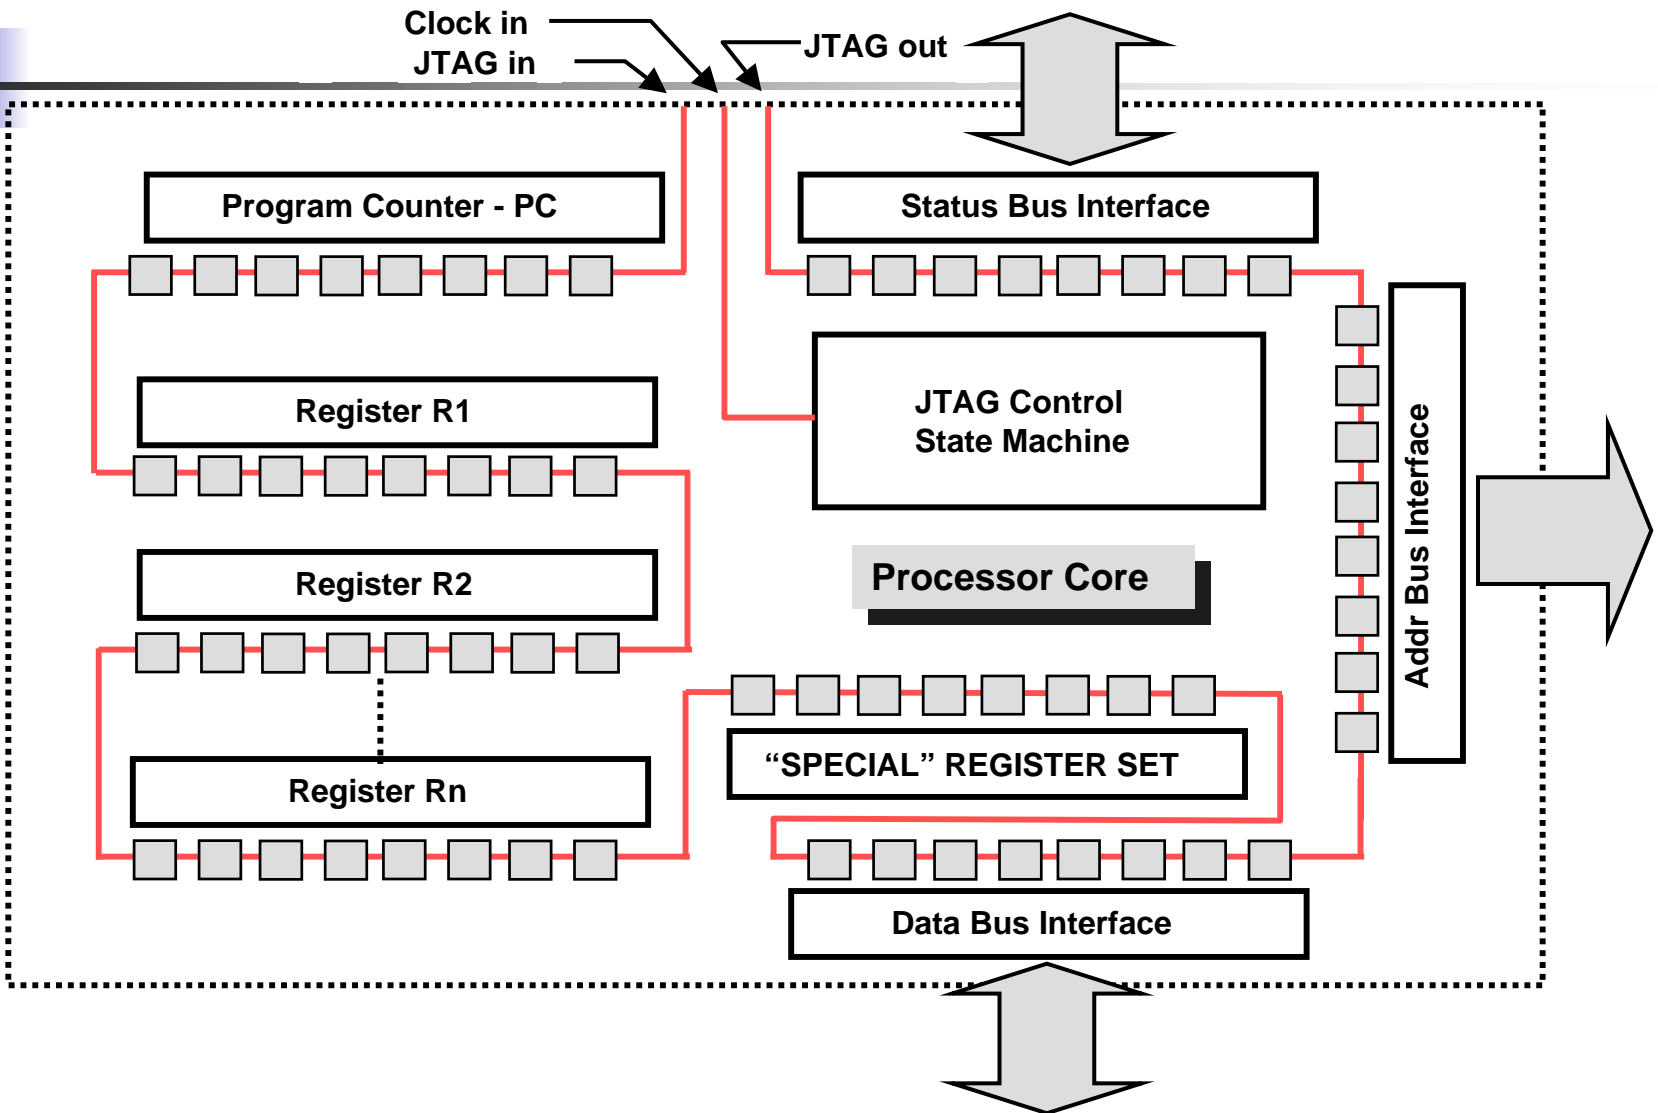 Clock in
JTAG in
JTAG out
Program Counter - PC
Status Bus Interface
Register R1
JTAG Control
State Machine
Addr Bus Interface
Register R2
Processor Core
“SPECIAL” REGISTER SET
Register Rn
Data Bus Interface